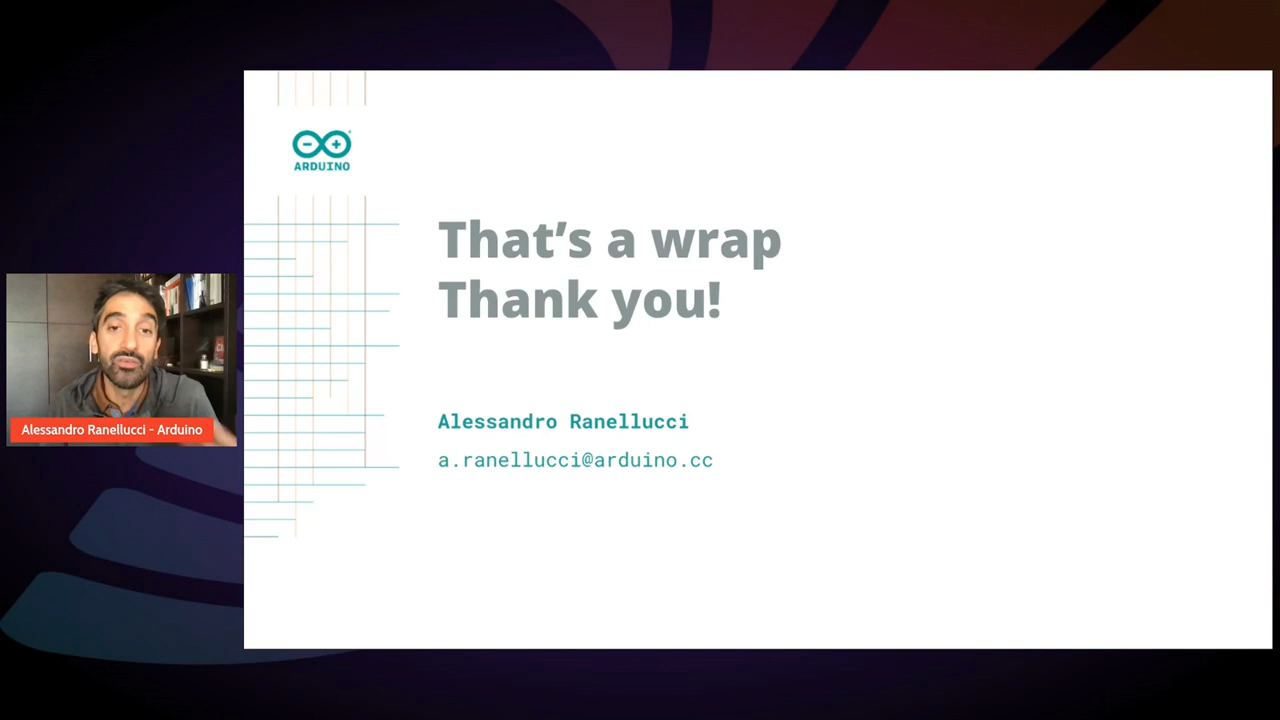 ARDUINO
That's a wrap
Thank you!
Alessandro Ranellucci
a.ranellucci@arduino.cc
Alessandro Ranellucci - Arduino